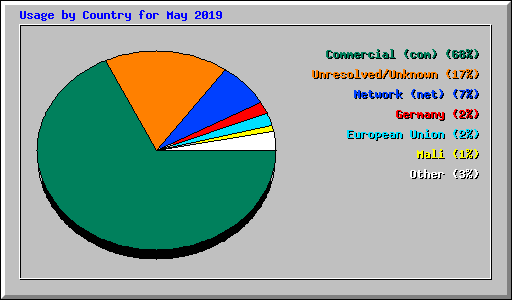 Usage by Country for May 2019
Commercial (com) (68%)
Unresolved/Unknown (17%)
Network (net) (7%)
Germany (2%)
European Union (2%)
Mali (1%)
Other (3%)